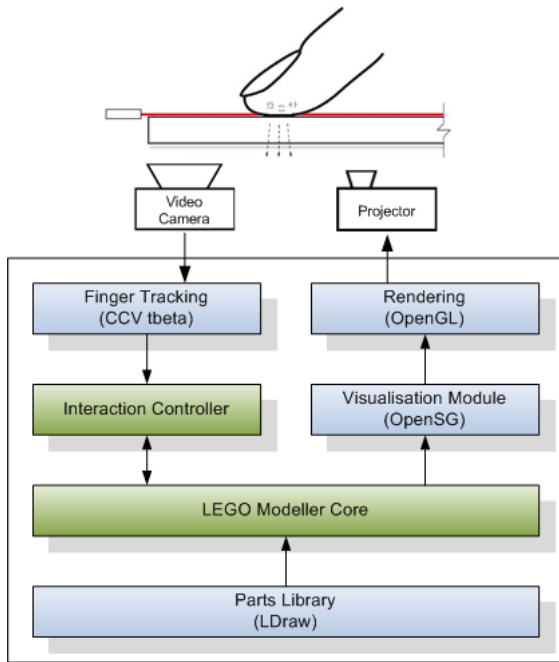 Video
Camera
Projector
Finger Tracking
(CCV tbeta)
Rendering
(OpenGL)
Interaction Controller
Visualisation Module
(OpenSG)
LEGO Modeller Core
Parts Library
(LDraw)